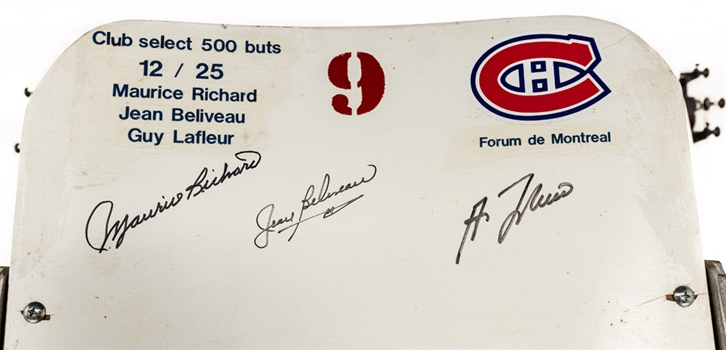 Club select 500 buts
12 / 25
Maurice Richard
Jean Beliveau
Guy Lafleur
9
CH
Forum de Montreal
Maurice Richard
Jean Beliveau